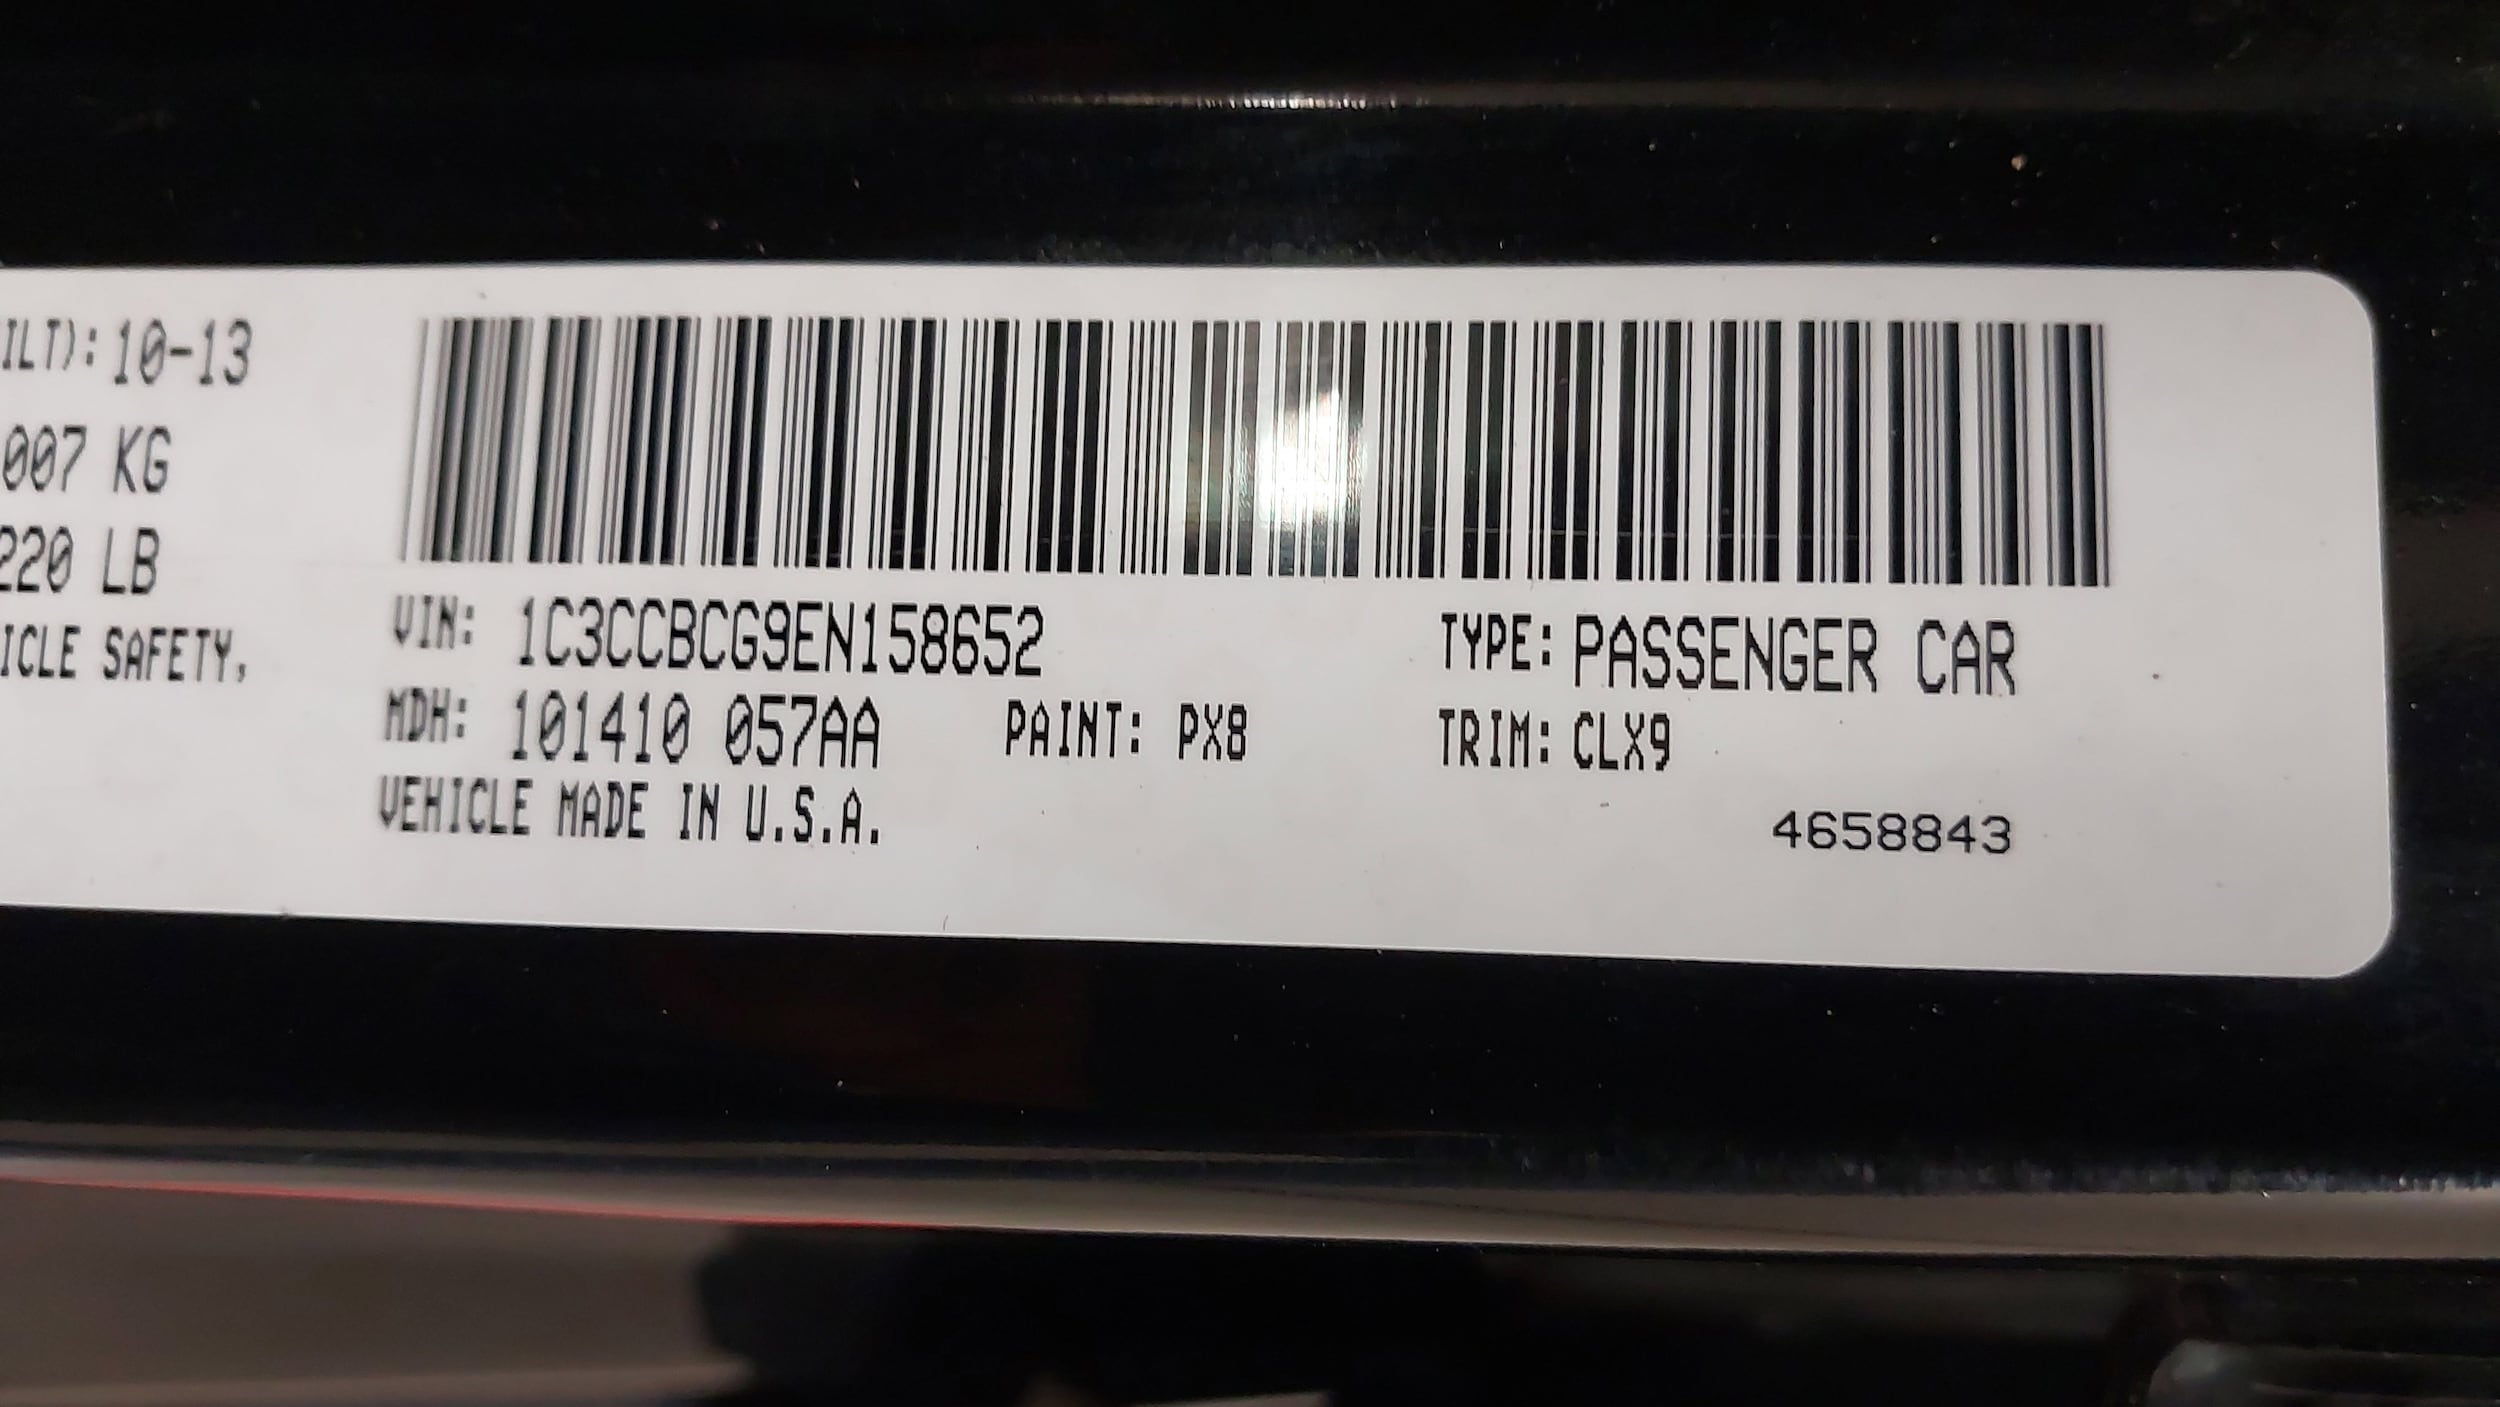 ILT): 10-13
007 KG
220 LB
ICLE SAFETY,
VIN: 1C3CCBCG9EN158652
TYPE: PASSENGER CAR
MDH: 101410 057AA PAINT: PX8
TRIM: CLX9
VEHICLE MADE IN U.S.A.
4658843